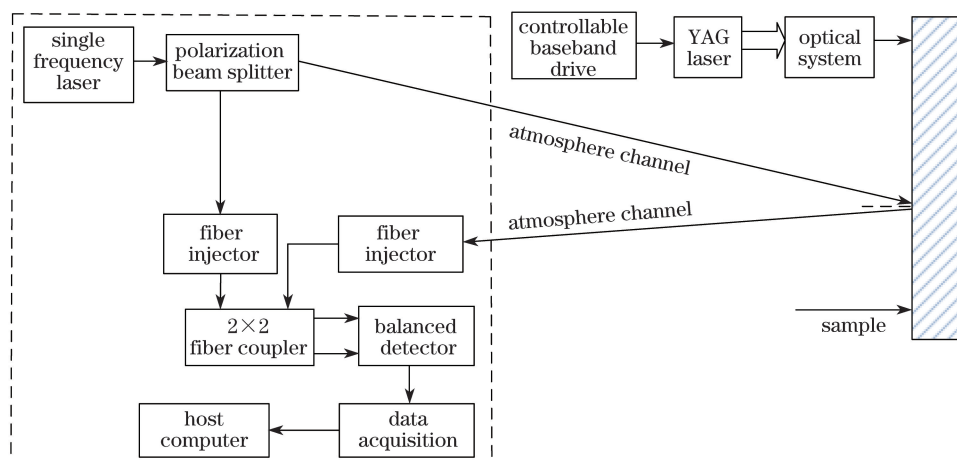 single
frequency
laser
polarization
beam splitter
controllable
baseband
drive
YAG
laser
optical
system
atmosphere channel
atmosphere channel
fiber
injector
fiber
injector
2×2
fiber coupler
balanced
detector
sample
host
computer
data
acquisition